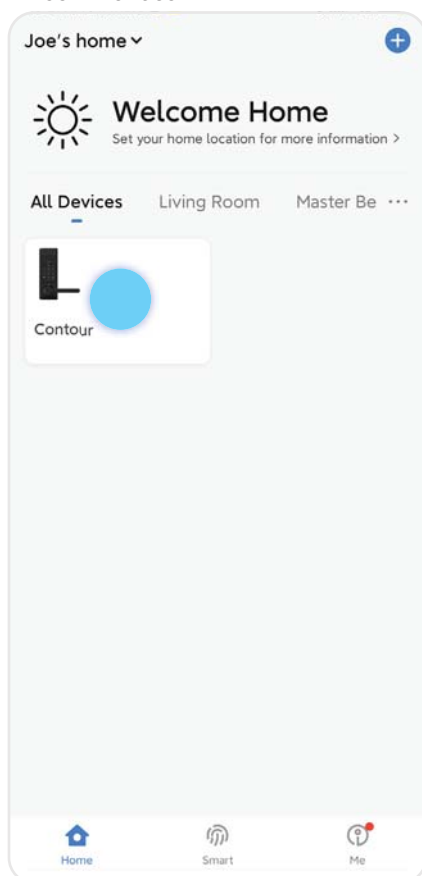 Joe's home
Welcome Home
Set your home location for more information >
All Devices Living Room Master Be ...
Contour
Home Smart Me